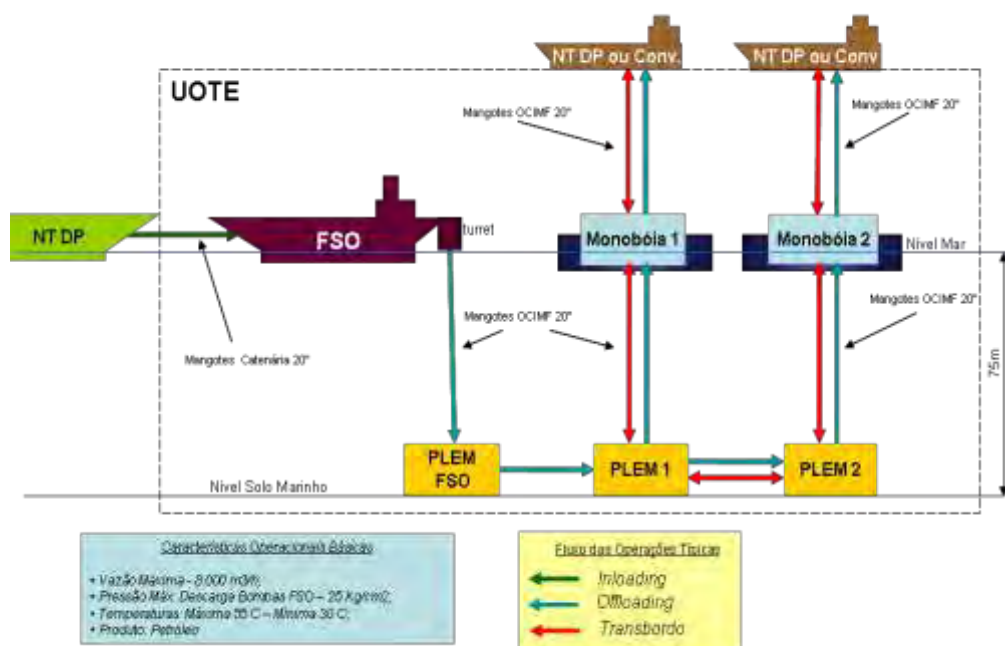 NT DP ou Conv.
NT DP ou Conv
UOTE
Mangotes OCIMF 20"
Mangotes OCIMF 20"
NT DP
FSO
turret
Monobóia 1
Monobóia 2
Nível Mar
Mangotes OCIMF 20"
Mangotes OCIMF 20"
Mangotes Catenária 20"
75m
PLEM
FSO
PLEM 1
PLEM 2
Nível Solo Marinho
Características Operacionais Básicas
• Vazão Máxima - 8.000 m3/h;
• Pressão Máx. Descarga Bombas FSO – 25 Kg/cm2;
• Temperaturas: Máxima 55 C – Mínima 30 C;
• Produto: Petróleo
Fluxo das Operações Típicas
Inloading
Offloading
Transbordo